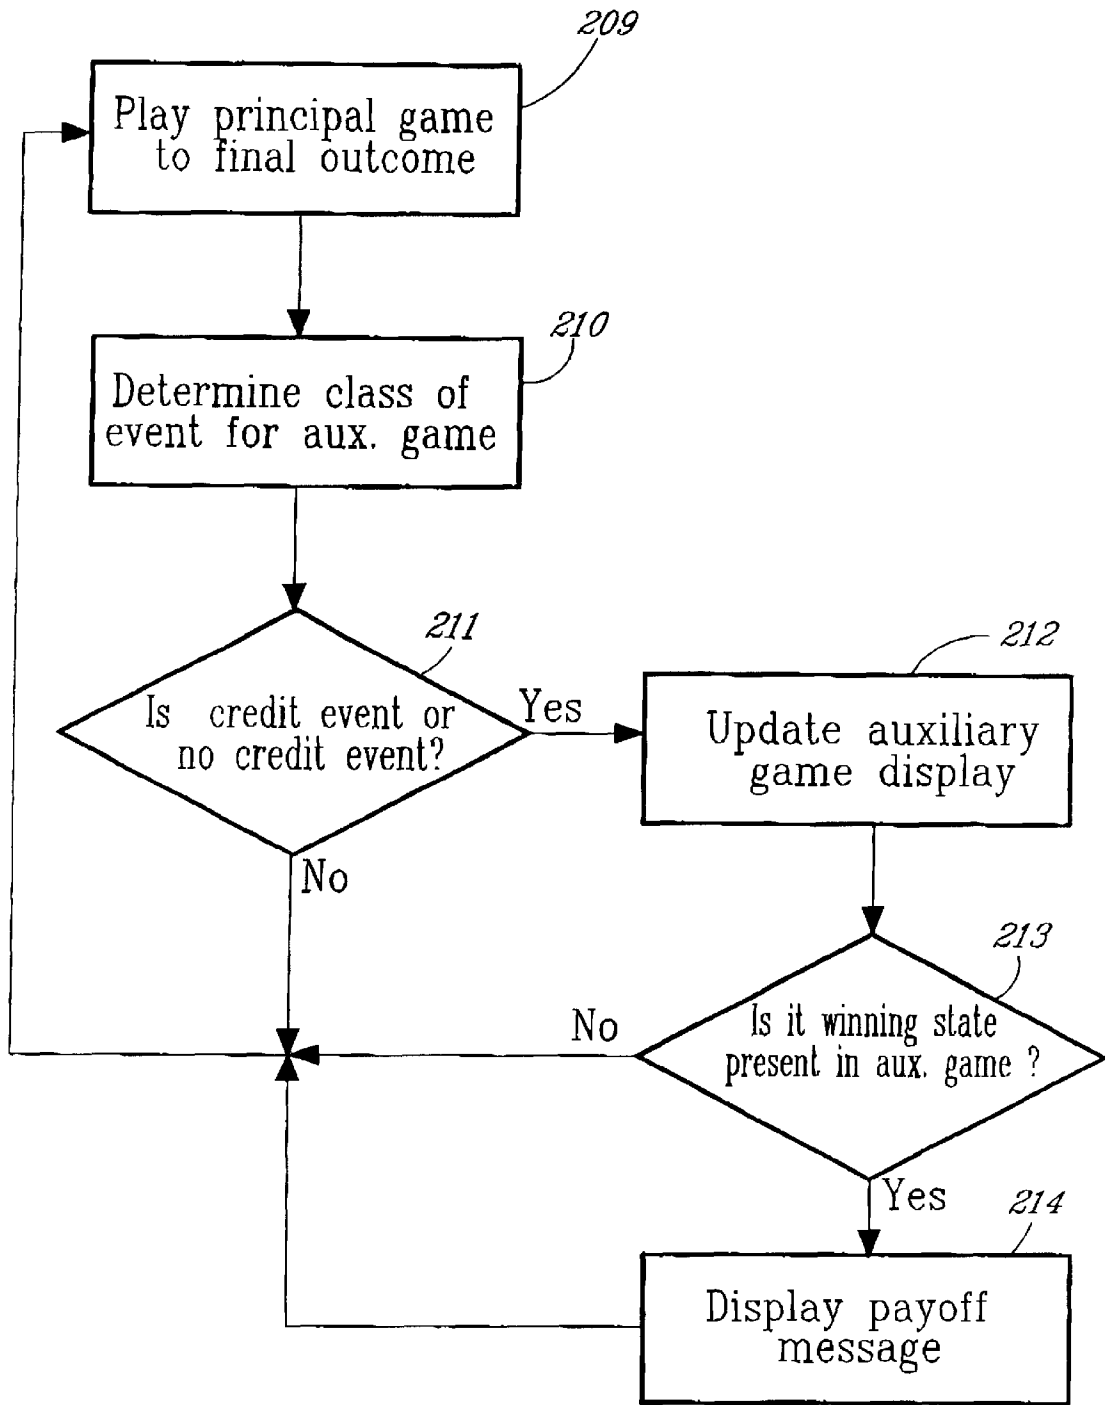 209
Play principal game
to final outcome
210
Determine class of
event for aux. game
211
Is credit event or
no credit event?
Yes
No
212
Update auxiliary
game display
213
Is it winning state
present in aux. game ?
No
Yes
214
Display payoff
message